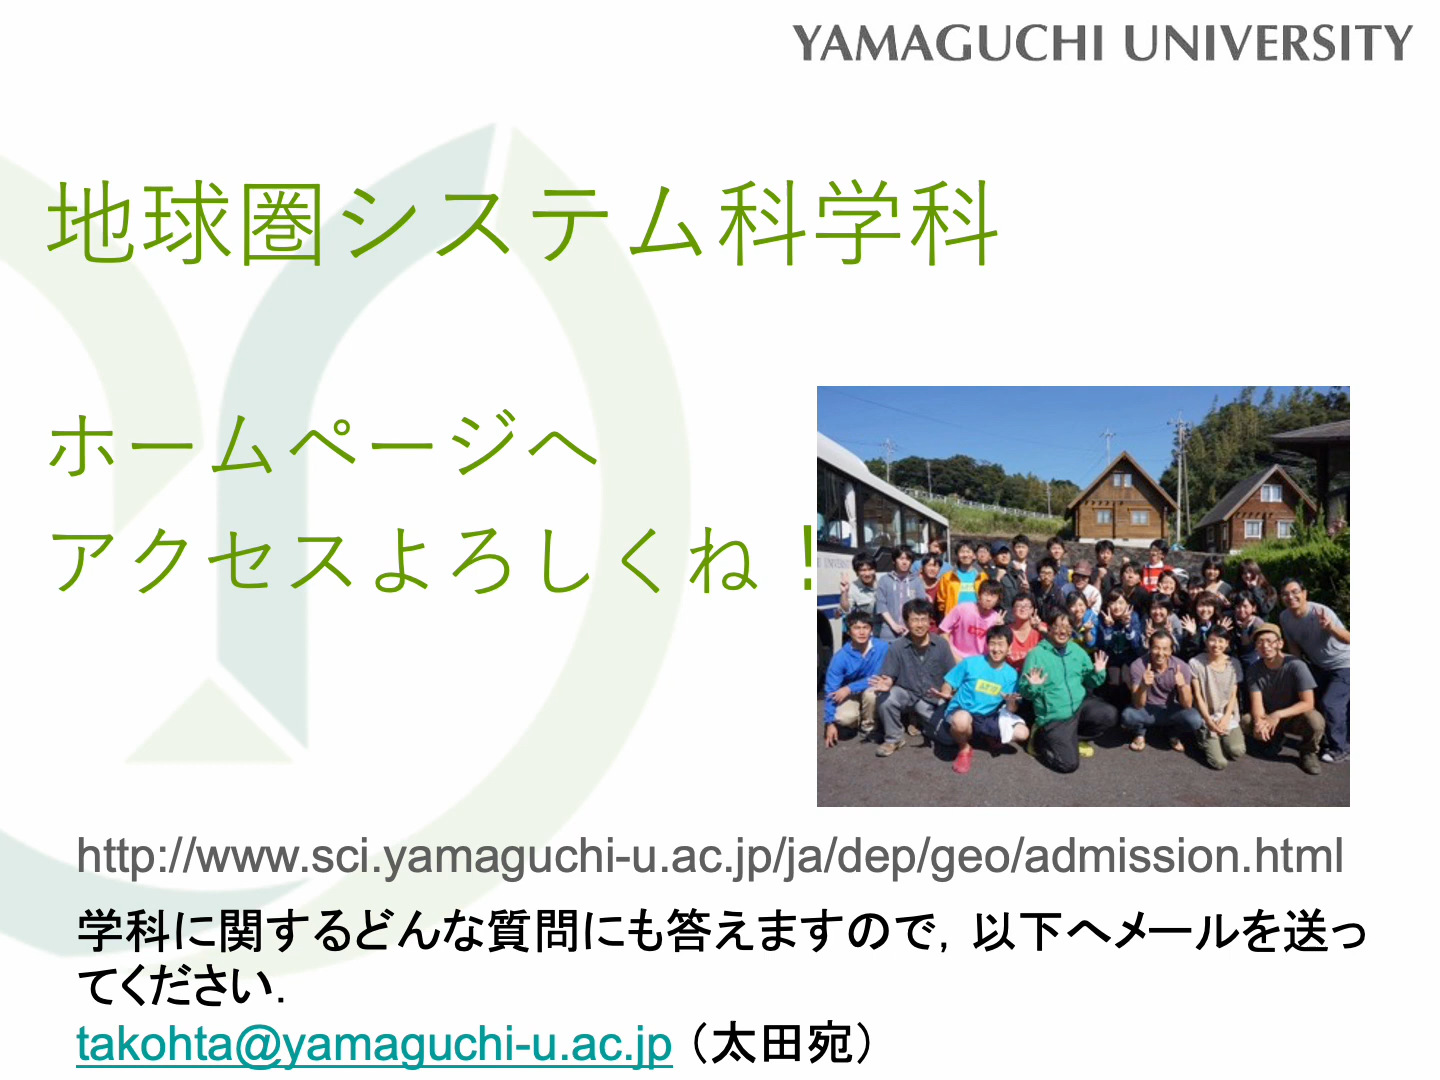 YAMAGUCHI UNIVERSITY
地球圏システム科学科
ホームページへ
アクセスよろしくね！
http://www.sci.yamaguchi-u.ac.jp/ja/dep/geo/admission.html
学科に関するどんな質問にも答えますので，以下へメールを送っ
てください．
takohta@yamaguchi-u.ac.jp （太田宛）